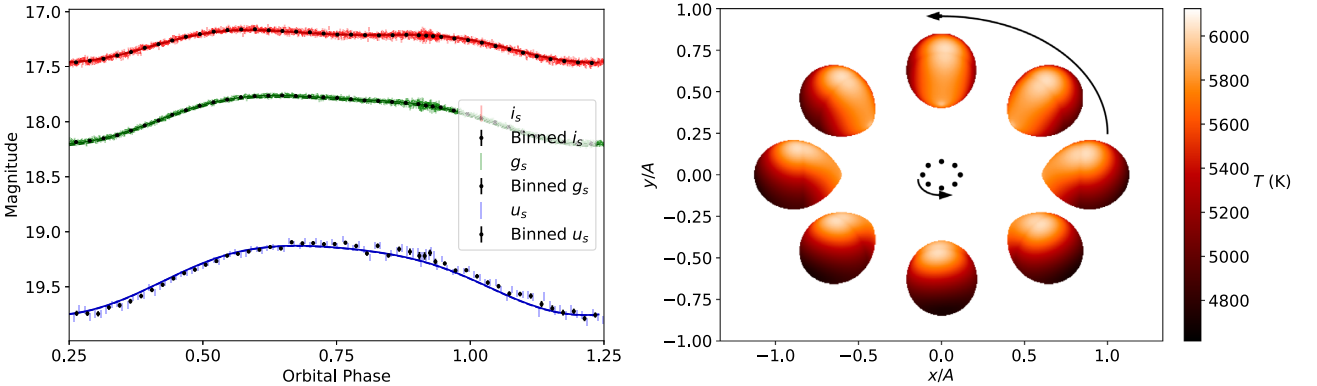 17.0
17.5
18.0
18.5
19.0
19.5
Magnitude
0.25
0.50
0.75
1.00
1.25
Orbital Phase
i_s
Binned i_s
g_s
Binned g_s
u_s
Binned u_s
1.00
0.75
0.50
0.25
0.00
−0.25
−0.50
−0.75
−1.00
y/A
−1.0
−0.5
0.0
0.5
1.0
x/A
6000
5800
5600
5400
5200
5000
4800
T (K)